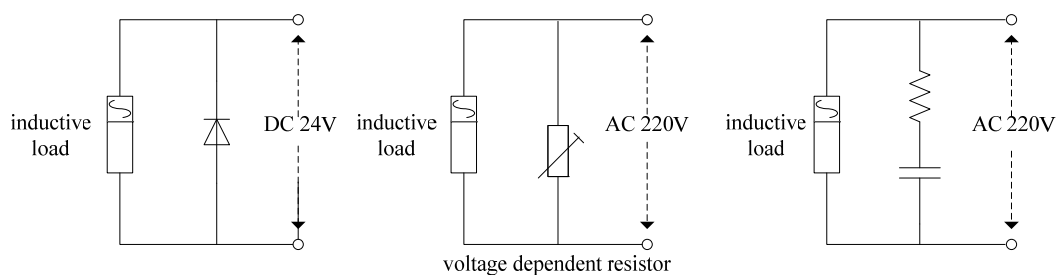 inductive
load
DC 24V
inductive
load
AC 220V
voltage dependent resistor
inductive
load
AC 220V